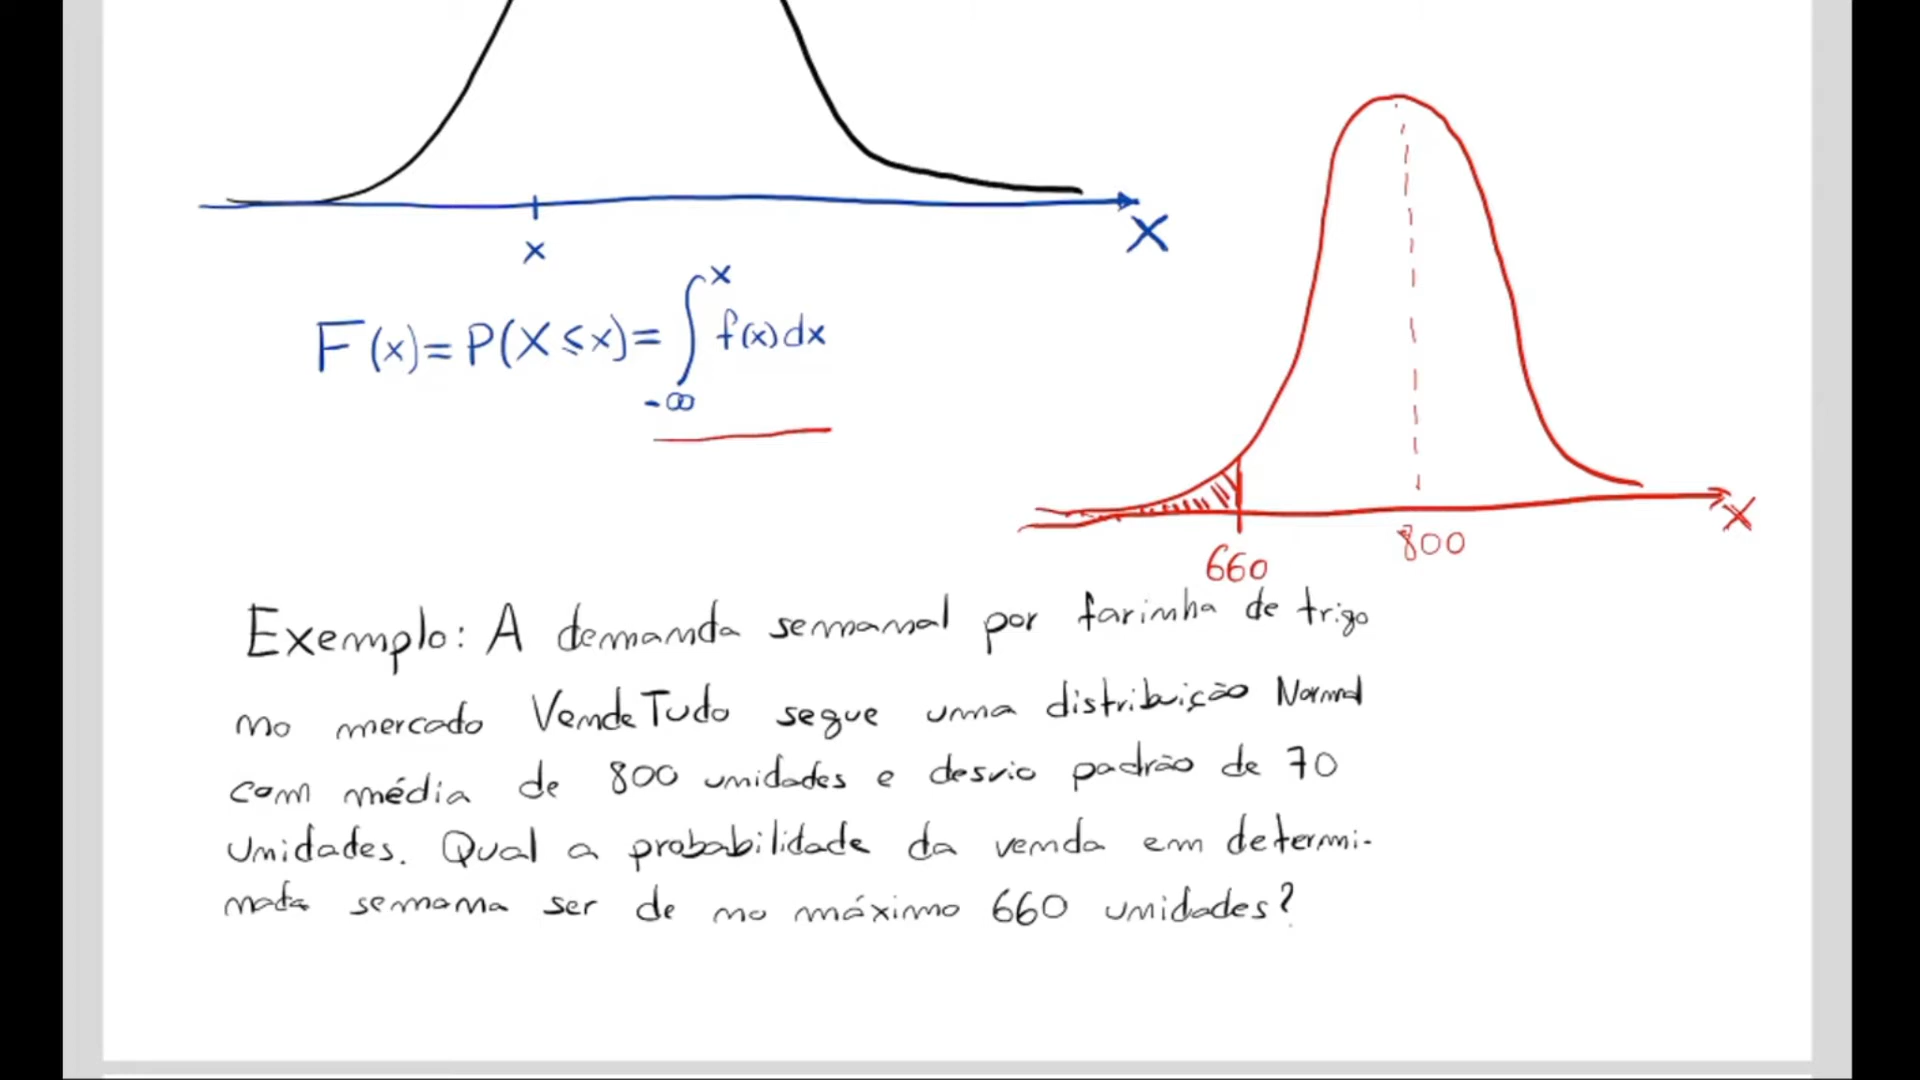 x
X
F(x) = P(X ≤ x) = ∫_{-∞}^{x} f(x) dx
660
800
X
Exemplo: A demanda semanal por farinha de trigo
no mercado VendeTudo segue uma distribuição Normal
com média de 800 unidades e desvio padrão de 70
unidades. Qual a probabilidade da venda em determi-
nada semana ser de no máximo 660 unidades?